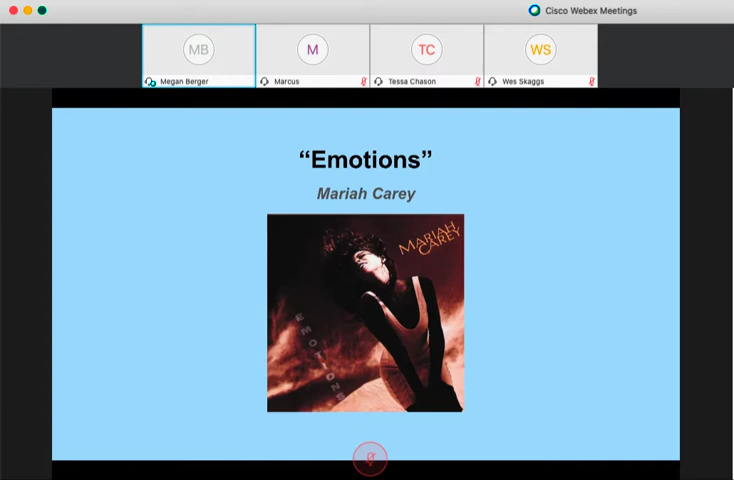 Cisco Webex Meetings
MB
M
TC
WS
Megan Berger
Marcus
Tessa Chason
Wes Skaggs
“Emotions”
Mariah Carey
MARIAH
CAREY
EMOTIONS